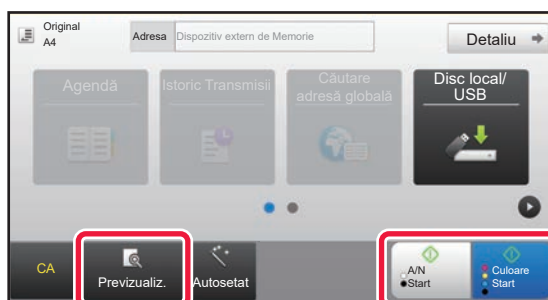 Original
A4
Adresa
Dispozitiv extern de Memorie
Detaliu
Agendă
Istoric Transmisii
Căutare
adresă globală
Disc local/
USB
CA
Previzualiz.
Autosetat
A/N
Start
Culoare
Start